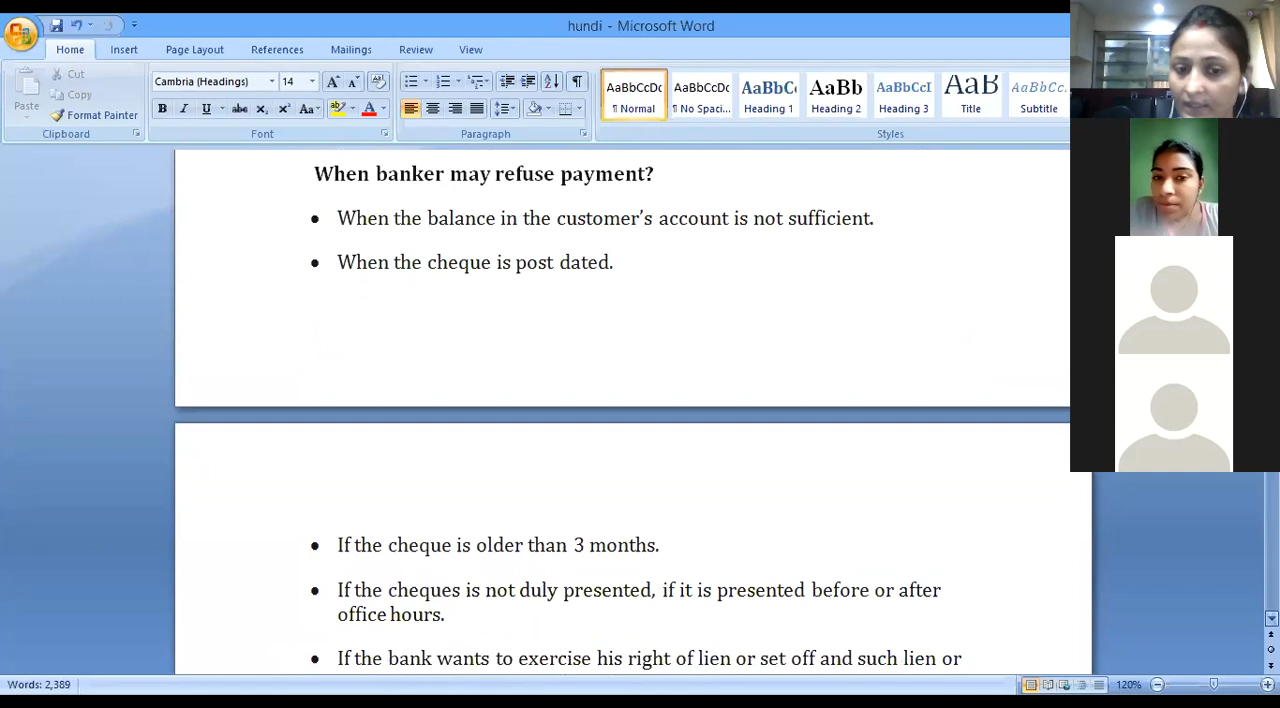 hundi - Microsoft Word
Home Insert Page Layout References Mailings Review View
Paste
Cut
Copy
Format Painter
Clipboard
Cambria (Headings) 14
Font
Paragraph
AaBbCcDc AaBbCcDc AaBbC AaBb AaBbCcI AaB AaBbCcL
¶ Normal ¶ No Spaci... Heading 1 Heading 2 Heading 3 Title Subtitle
Styles
When banker may refuse payment?
• When the balance in the customer’s account is not sufficient.
• When the cheque is post dated.
• If the cheque is older than 3 months.
• If the cheques is not duly presented, if it is presented before or after
office hours.
• If the bank wants to exercise his right of lien or set off and such lien or
Words: 2,389
120%